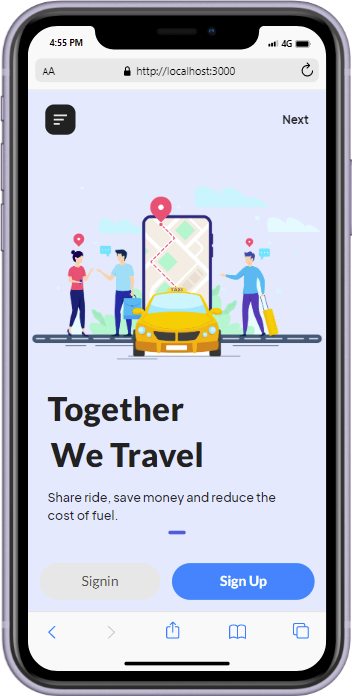 4:55 PM
4G
AA
http://localhost:3000
Next
TAXI
Together
We Travel
Share ride, save money and reduce the
cost of fuel.
Signin
Sign Up